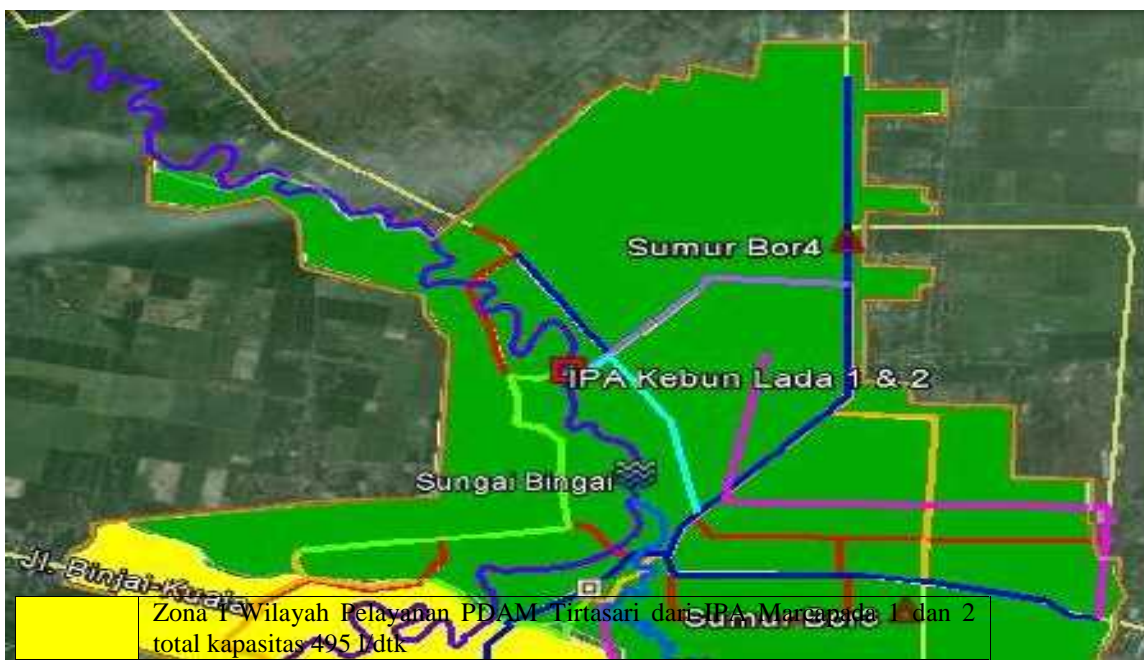 Sumur Bor4
IPA Kebun Lada 1 & 2
Sungai Bingai
Jl. Binjai-Kuala
Zona I Wilayah Pelayanan PDAM Tirtasari dari IPA Marcapada 1 dan 2
total kapasitas 495 l/dtk
Sumur